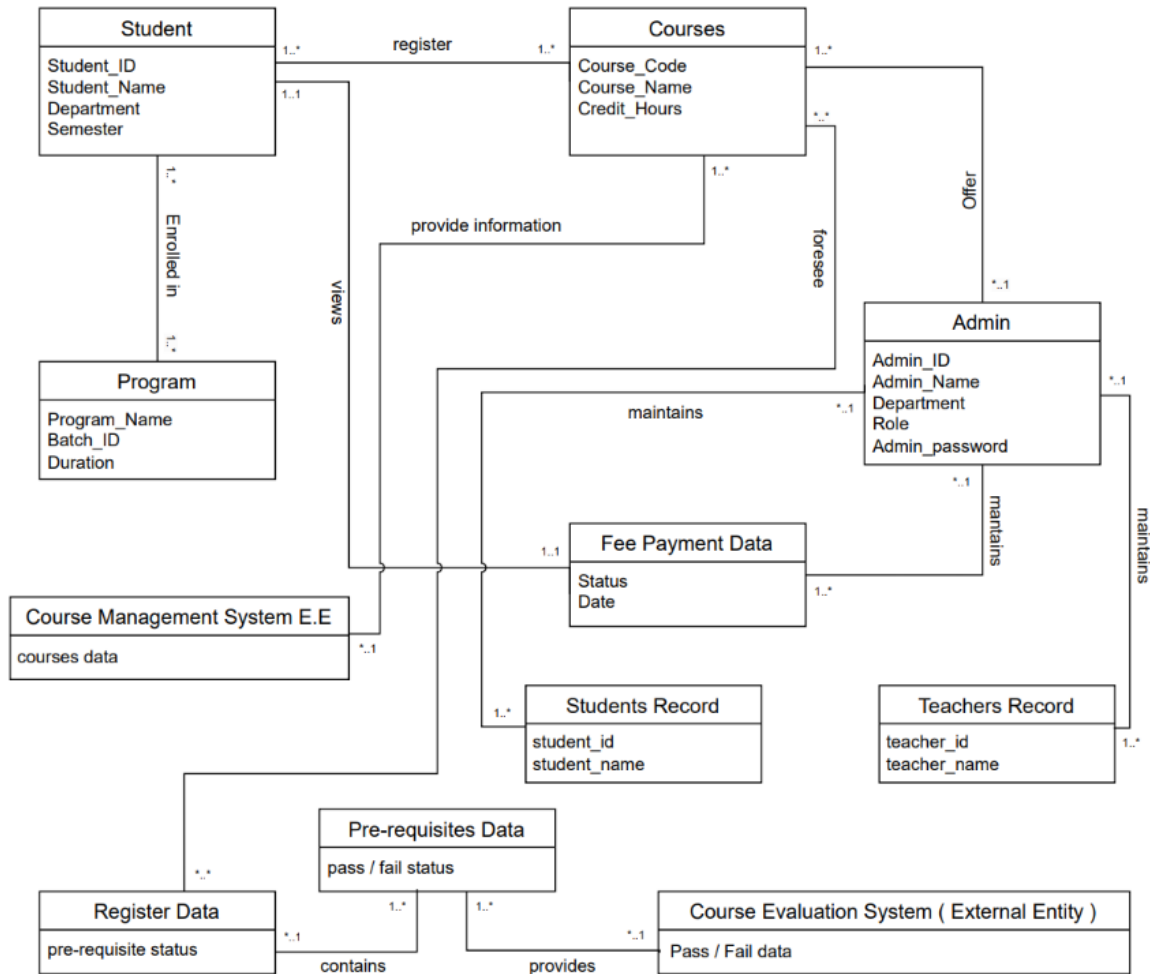 Student
Student_ID
Student_Name
Department
Semester
1..*
register
1..*
1..1
Courses
Course_Code
Course_Name
Credit_Hours
1..*
*..*
1..*
1..*
Enrolled in
1..*
provide information
views
foresee
Offer
*..1
Program
Program_Name
Batch_ID
Duration
Admin
Admin_ID
Admin_Name
Department
Role
Admin_password
*..1
*..1
*..1
maintains
mantains
maintains
Fee Payment Data
Status
Date
1..1
1..*
Course Management System E.E
courses data
*..1
Students Record
student_id
student_name
1..*
Teachers Record
teacher_id
teacher_name
1..*
Pre-requisites Data
pass / fail status
1..*
1..*
*..*
Register Data
pre-requisite status
*..1
contains
provides
*..1
Course Evaluation System ( External Entity )
Pass / Fail data